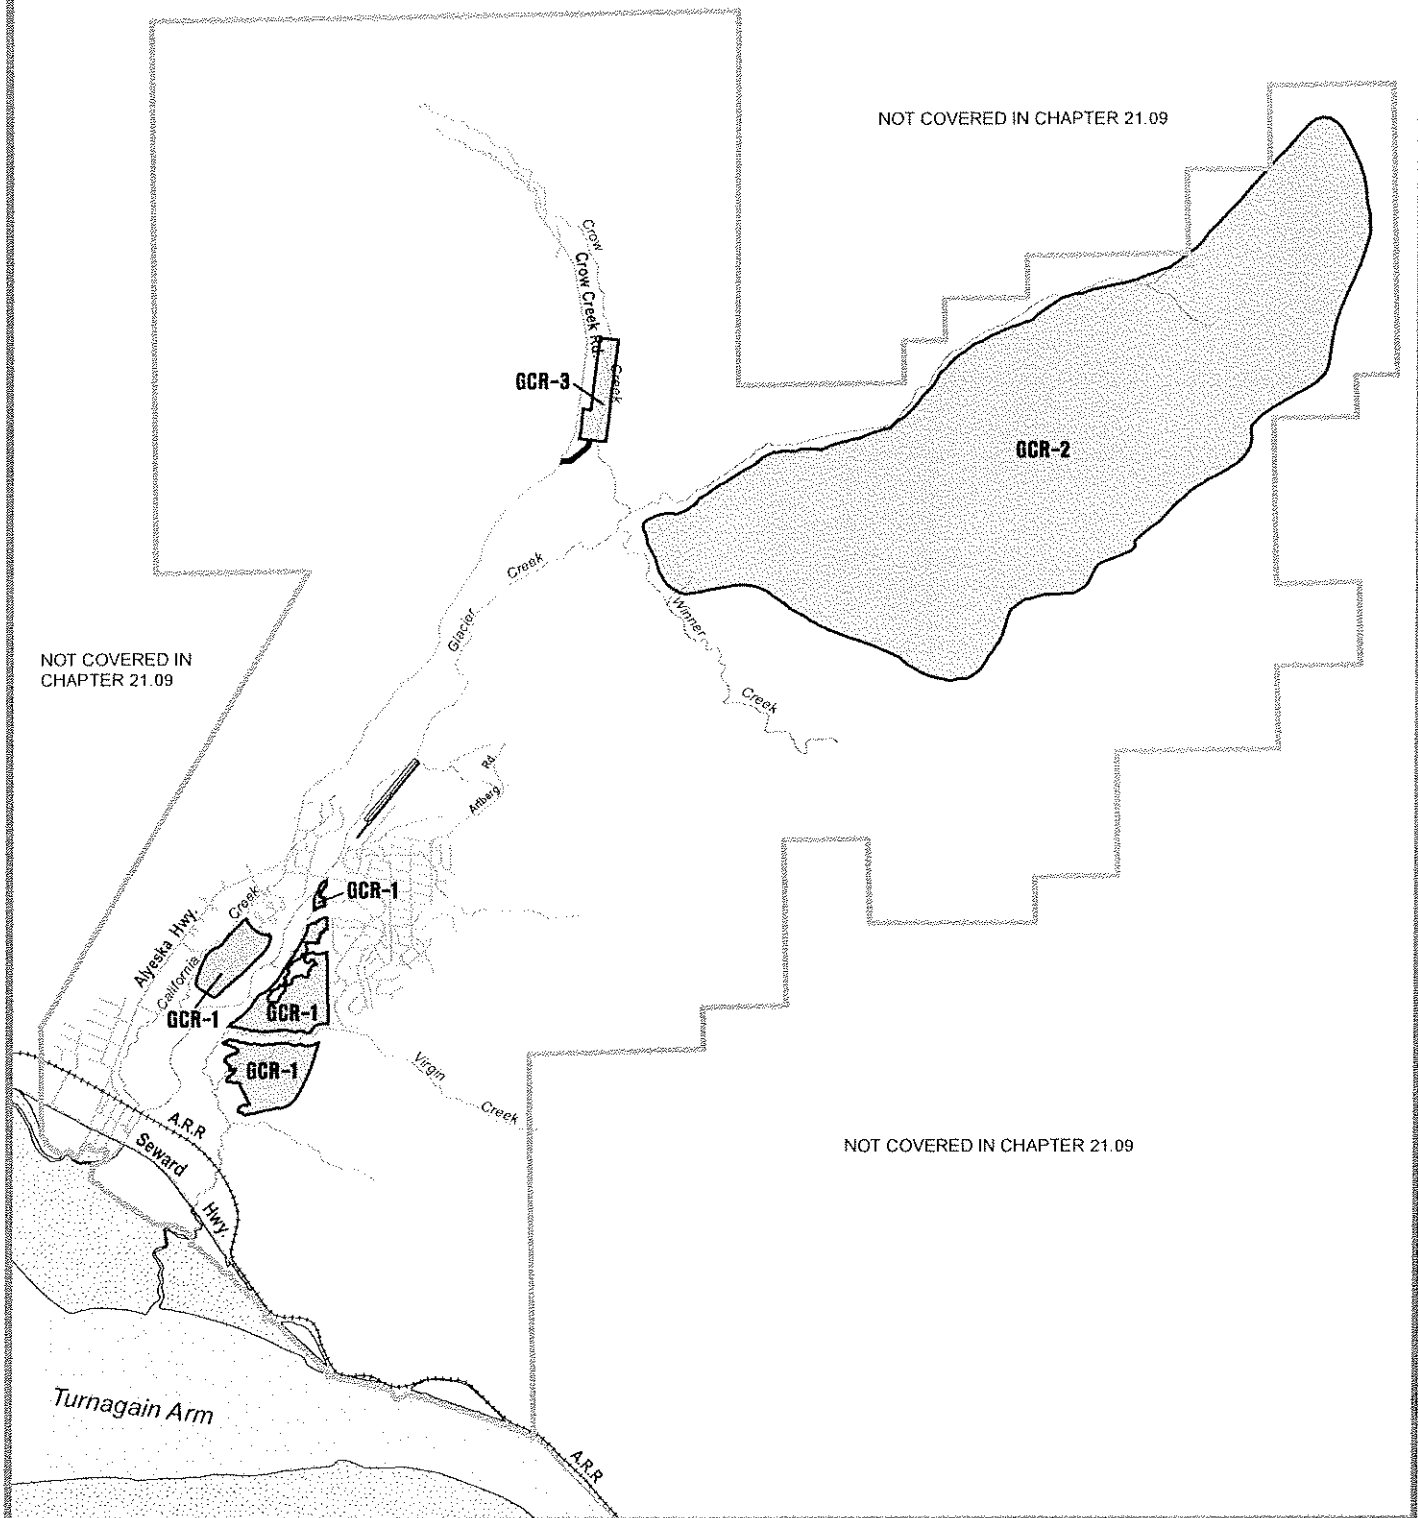 NOT COVERED IN CHAPTER 21.09
Crow
Creek
Crow Creek Rd.
GCR-3
GCR-2
Creek
Glacier
Winner
Creek
NOT COVERED IN
CHAPTER 21.09
Arlberg
Rd.
GCR-1
Creek
Alyeska Hwy.
California
GCR-1
GCR-1
GCR-1
Virgin
Creek
A.R.R
Seward
Hwy.
NOT COVERED IN CHAPTER 21.09
Turnagain Arm
A.R.R